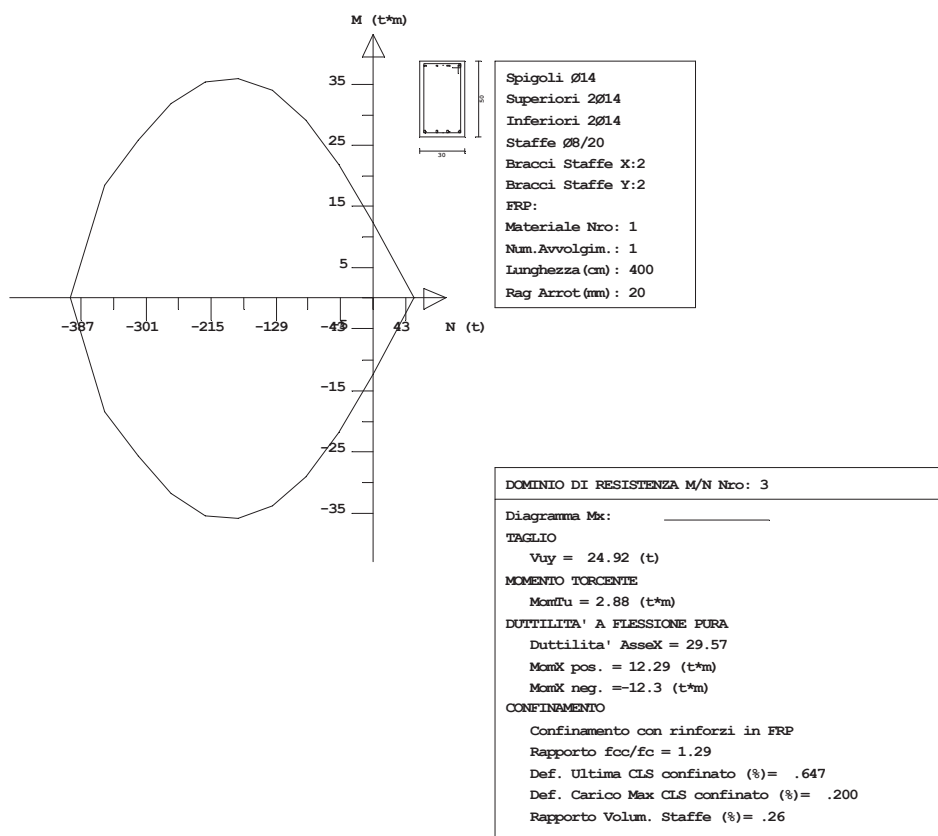 M (t*m)
35
25
15
5
-387 -301 -215 -129 -43 -5 43 N (t)
-15
-25
-35
50
30
Spigoli Ø14
Superiori 2Ø14
Inferiori 2Ø14
Staffe Ø8/20
Bracci Staffe X:2
Bracci Staffe Y:2
FRP:
Materiale Nro: 1
Num.Avvolgim.: 1
Lunghezza(cm): 400
Rag Arrot(mm): 20
DOMINIO DI RESISTENZA M/N Nro: 3
Diagramma Mx:
TAGLIO
Vuy = 24.92 (t)
MOMENTO TORCENTE
MomTu = 2.88 (t*m)
DUTTILITA' A FLESSIONE PURA
Duttilita' AsseX = 29.57
MomX pos. = 12.29 (t*m)
MomX neg. =-12.3 (t*m)
CONFINAMENTO
Confinamento con rinforzi in FRP
Rapporto fcc/fc = 1.29
Def. Ultima CLS confinato (%)= .647
Def. Carico Max CLS confinato (%)= .200
Rapporto Volum. Staffe (%)= .26